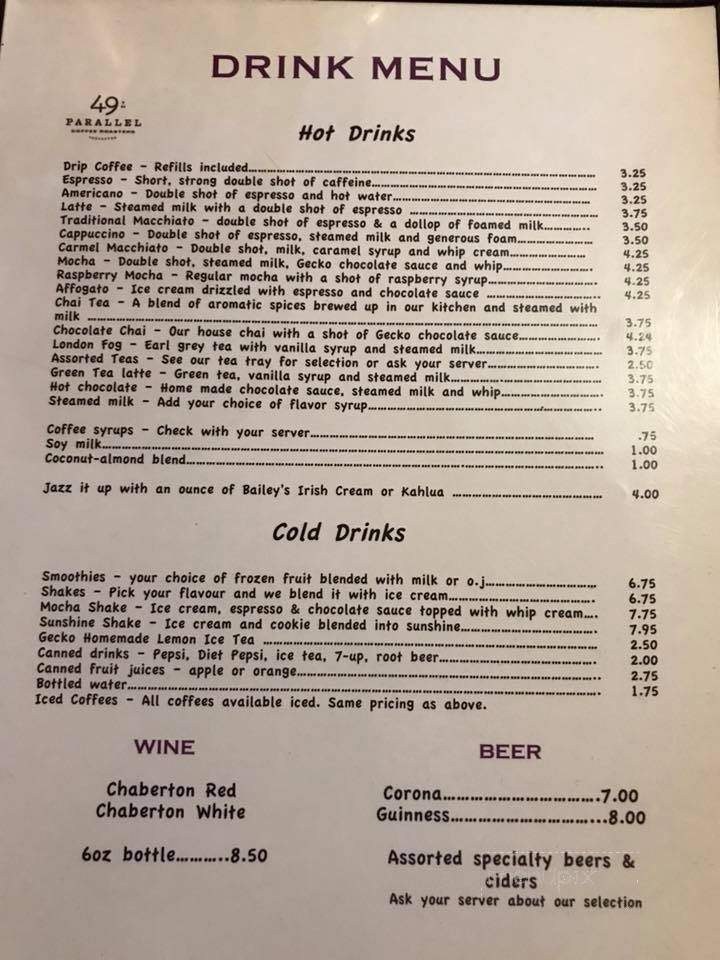 DRINK MENU
49th
PARALLEL
COFFEE ROASTERS
Hot Drinks
Drip Coffee - Refills included 3.25
Espresso - Short, strong double shot of caffeine 3.25
Americano - Double shot of espresso and hot water 3.25
Latte - Steamed milk with a double shot of espresso 3.75
Traditional Macchiato - double shot of espresso & a dollop of foamed milk 3.50
Cappuccino - Double shot of espresso, steamed milk and generous foam 3.50
Carmel Macchiato - Double shot, milk, caramel syrup and whip cream 4.25
Mocha - Double shot, steamed milk, Gecko chocolate sauce and whip 4.25
Raspberry Mocha - Regular mocha with a shot of raspberry syrup 4.25
Affogato - Ice cream drizzled with espresso and chocolate sauce 4.25
Chai Tea - A blend of aromatic spices brewed up in our kitchen and steamed with
milk 3.75
Chocolate Chai - Our house chai with a shot of Gecko chocolate sauce 4.24
London Fog - Earl grey tea with vanilla syrup and steamed milk 3.75
Assorted Teas - See our tea tray for selection or ask your server 2.50
Green Tea latte - Green tea, vanilla syrup and steamed milk 3.75
Hot chocolate - Home made chocolate sauce, steamed milk and whip 3.75
Steamed milk - Add your choice of flavor syrup 3.75
Coffee syrups - Check with your server .75
Soy milk 1.00
Coconut-almond blend 1.00
Jazz it up with an ounce of Bailey's Irish Cream or Kahlua 4.00
Cold Drinks
Smoothies - your choice of frozen fruit blended with milk or o.j 6.75
Shakes - Pick your flavour and we blend it with ice cream 6.75
Mocha Shake - Ice cream, espresso & chocolate sauce topped with whip cream 7.75
Sunshine Shake - Ice cream and cookie blended into sunshine 7.95
Gecko Homemade Lemon Ice Tea 2.50
Canned drinks - Pepsi, Diet Pepsi, ice tea, 7-up, root beer 2.00
Canned fruit juices - apple or orange 2.75
Bottled water 1.75
Iced Coffees - All coffees available iced. Same pricing as above.
WINE
Chaberton Red
Chaberton White
6oz bottle 8.50
BEER
Corona 7.00
Guinness 8.00
Assorted specialty beers &
ciders
Ask your server about our selection